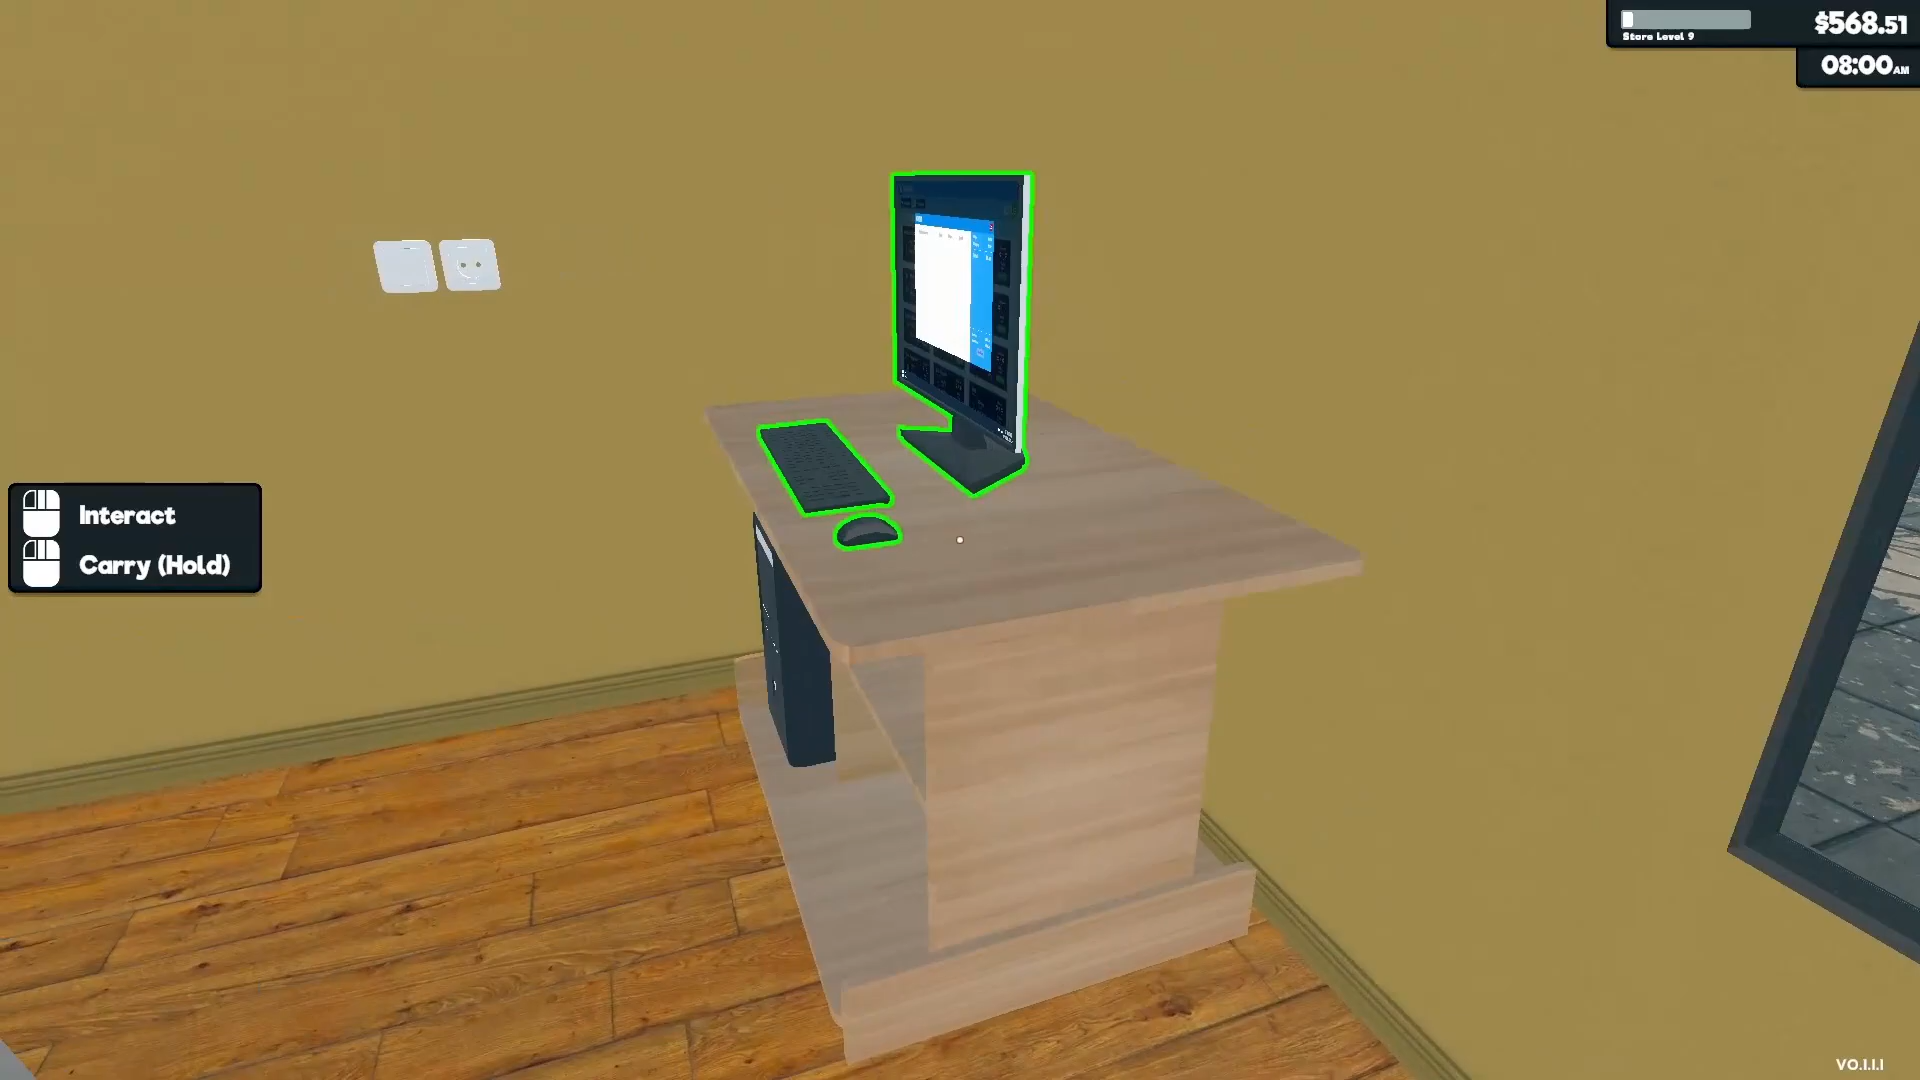 $568.51
Store Level 9
08:00AM
Interact
Carry (Hold)
V0.1.1.1